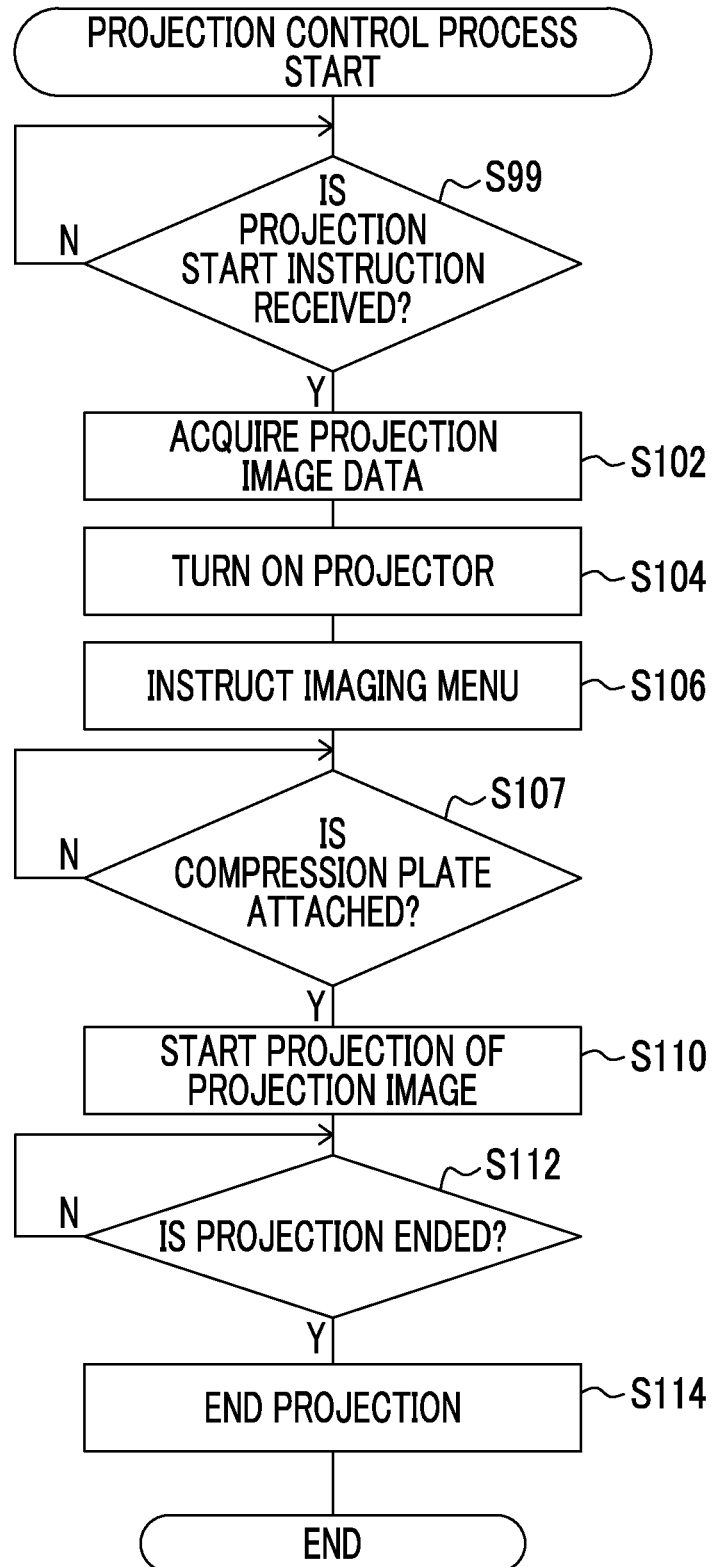 PROJECTION CONTROL PROCESS
START
S99
IS
PROJECTION
START INSTRUCTION
RECEIVED?
N
Y
ACQUIRE PROJECTION
IMAGE DATA
S102
TURN ON PROJECTOR
S104
INSTRUCT IMAGING MENU
S106
S107
IS
COMPRESSION PLATE
ATTACHED?
N
Y
START PROJECTION OF
PROJECTION IMAGE
S110
S112
N
IS PROJECTION ENDED?
Y
END PROJECTION
S114
END